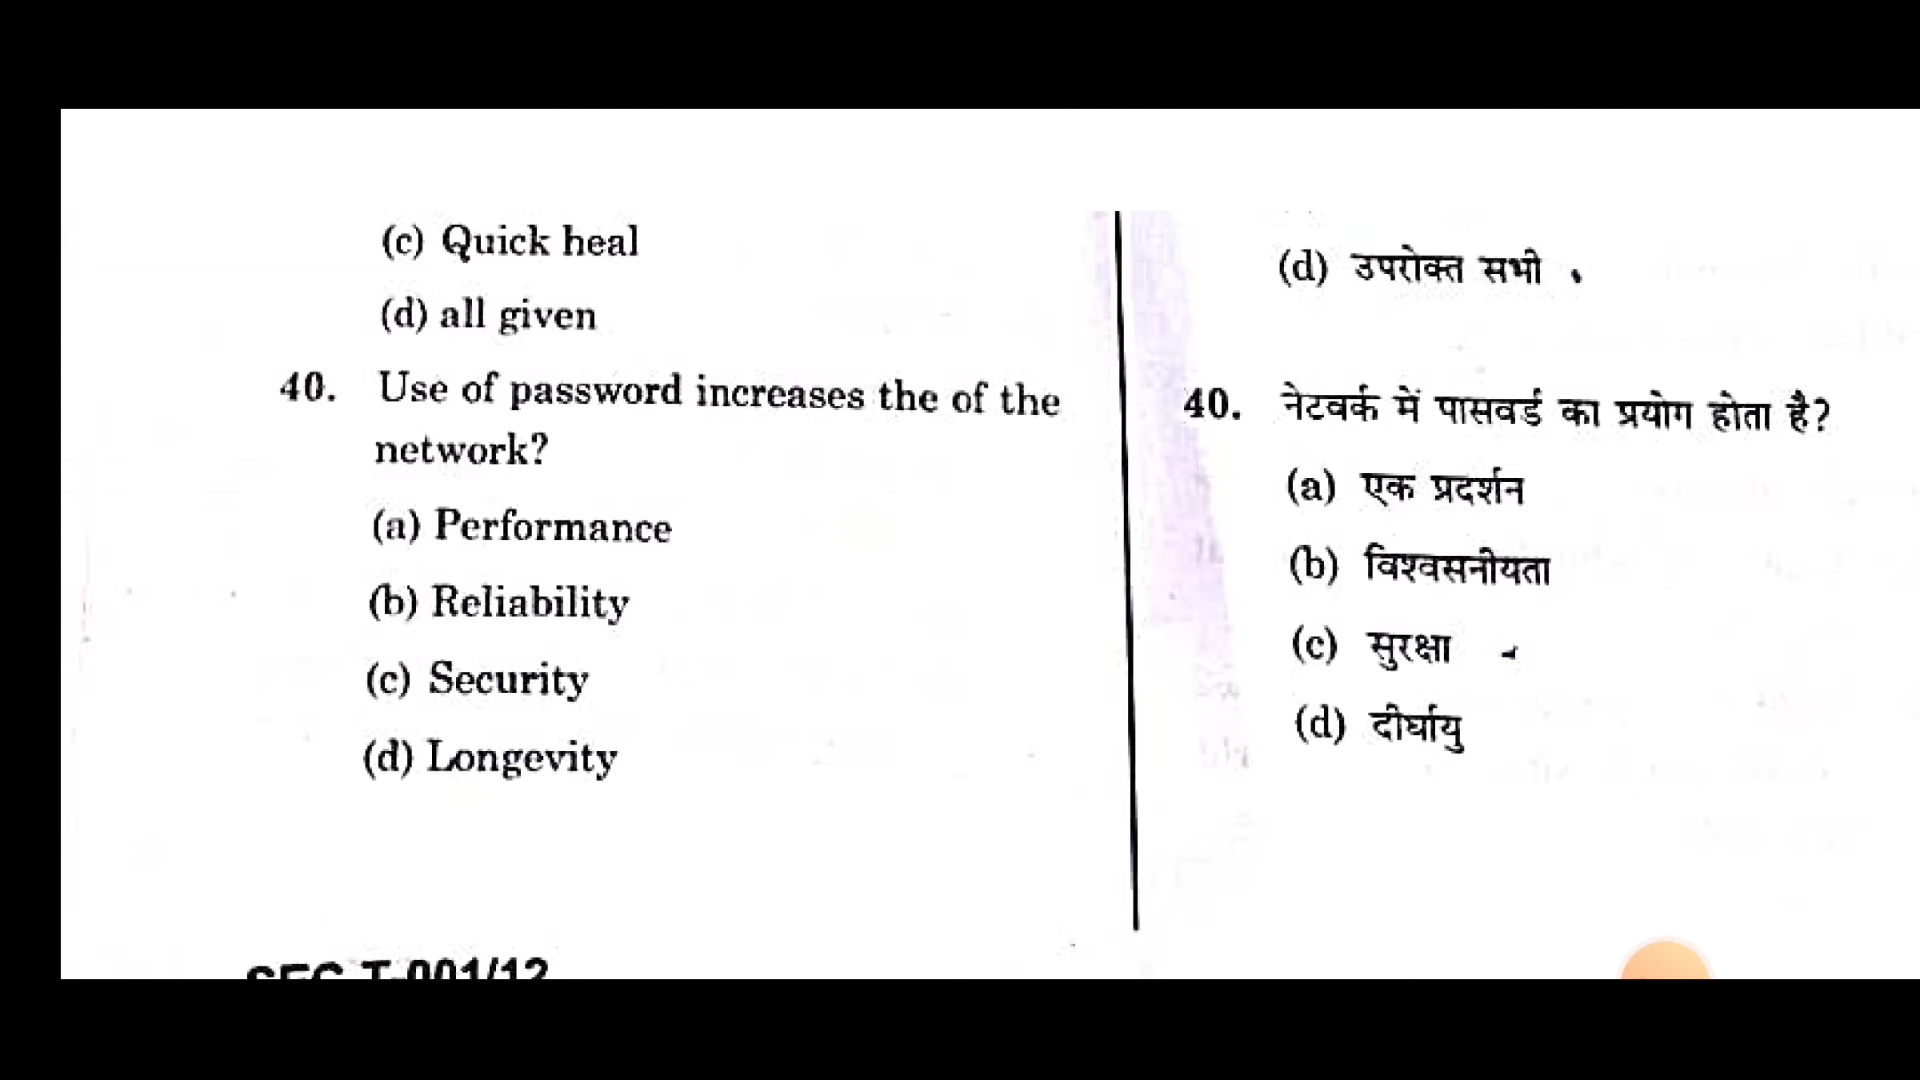 (c) Quick heal
(d) all given
40. Use of password increases the of the
network?
(a) Performance
(b) Reliability
(c) Security
(d) Longevity
(d) उपरोक्त सभी
40. नेटवर्क में पासवर्ड का प्रयोग होता है?
(a) एक प्रदर्शन
(b) विश्वसनीयता
(c) सुरक्षा
(d) दीर्घायु